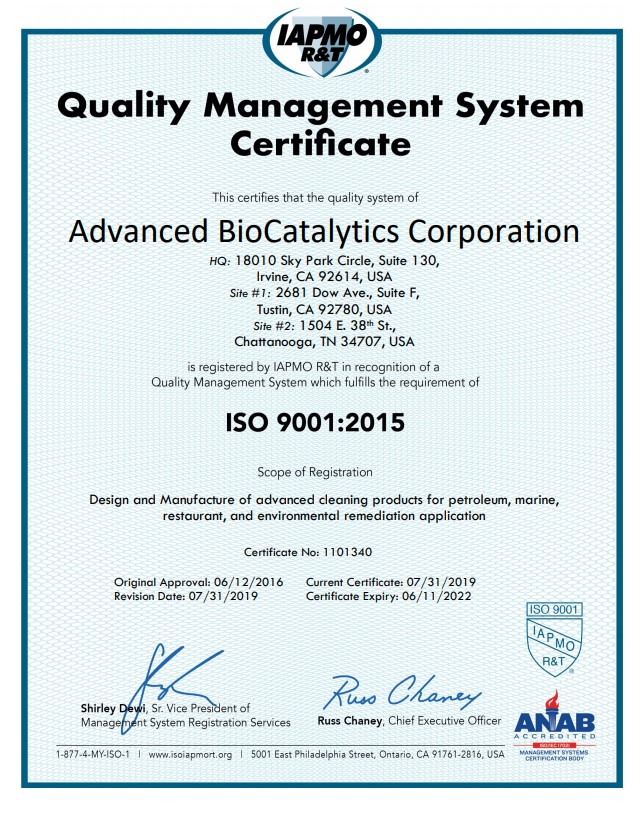 IAPMO
R&T
®
Quality Management System
Certificate
This certifies that the quality system of
Advanced BioCatalytics Corporation
HQ: 18010 Sky Park Circle, Suite 130,
Irvine, CA 92614, USA
Site #1: 2681 Dow Ave., Suite F,
Tustin, CA 92780, USA
Site #2: 1504 E. 38th St.,
Chattanooga, TN 34707, USA
is registered by IAPMO R&T in recognition of a
Quality Management System which fulfills the requirement of
ISO 9001:2015
Scope of Registration
Design and Manufacture of advanced cleaning products for petroleum, marine,
restaurant, and environmental remediation application
Certificate No: 1101340
Original Approval: 06/12/2016 Current Certificate: 07/31/2019
Revision Date: 07/31/2019 Certificate Expiry: 06/11/2022
ISO 9001
IAPMO
R&T
®
Russ Chaney
Shirley Dewi, Sr. Vice President of
Management System Registration Services
Russ Chaney, Chief Executive Officer
ANAB
ACCREDITED
ISO/IEC 17021
MANAGEMENT SYSTEMS
CERTIFICATION BODY
1-877-4-MY-ISO-1 | www.isoiapmort.org | 5001 East Philadelphia Street, Ontario, CA 91761-2816, USA